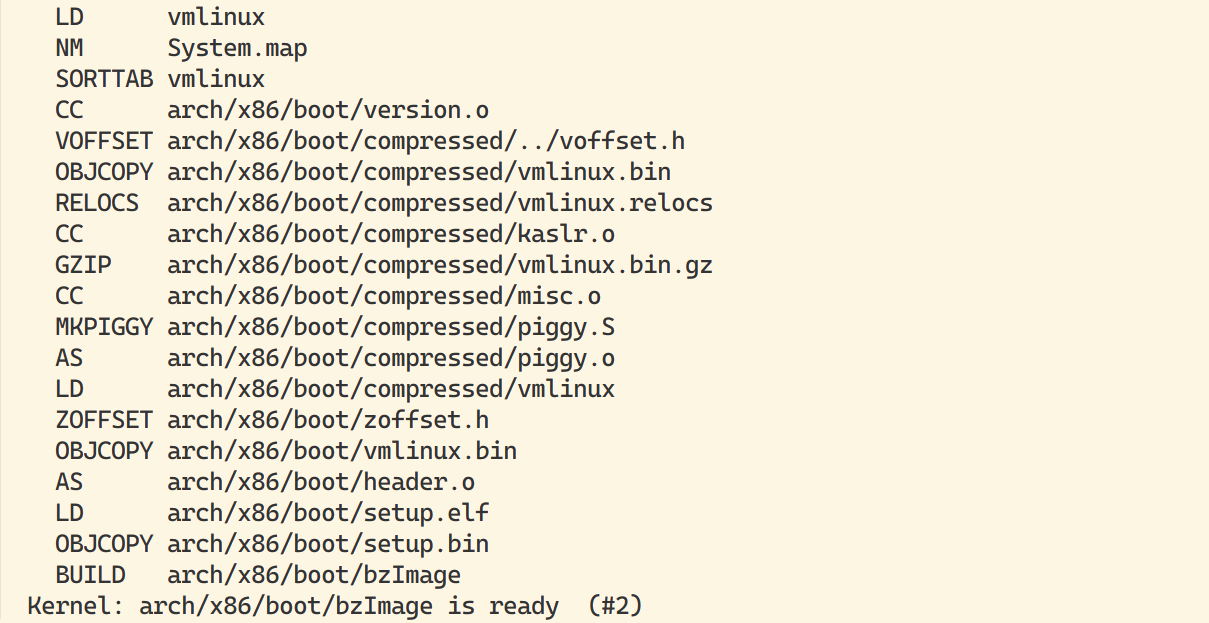 LD      vmlinux
NM      System.map
SORTTAB vmlinux
CC      arch/x86/boot/version.o
VOFFSET arch/x86/boot/compressed/../voffset.h
OBJCOPY arch/x86/boot/compressed/vmlinux.bin
RELOCS  arch/x86/boot/compressed/vmlinux.relocs
CC      arch/x86/boot/compressed/kaslr.o
GZIP    arch/x86/boot/compressed/vmlinux.bin.gz
CC      arch/x86/boot/compressed/misc.o
MKPIGGY arch/x86/boot/compressed/piggy.S
AS      arch/x86/boot/compressed/piggy.o
LD      arch/x86/boot/compressed/vmlinux
ZOFFSET arch/x86/boot/zoffset.h
OBJCOPY arch/x86/boot/vmlinux.bin
AS      arch/x86/boot/header.o
LD      arch/x86/boot/setup.elf
OBJCOPY arch/x86/boot/setup.bin
BUILD   arch/x86/boot/bzImage
Kernel: arch/x86/boot/bzImage is ready  (#2)